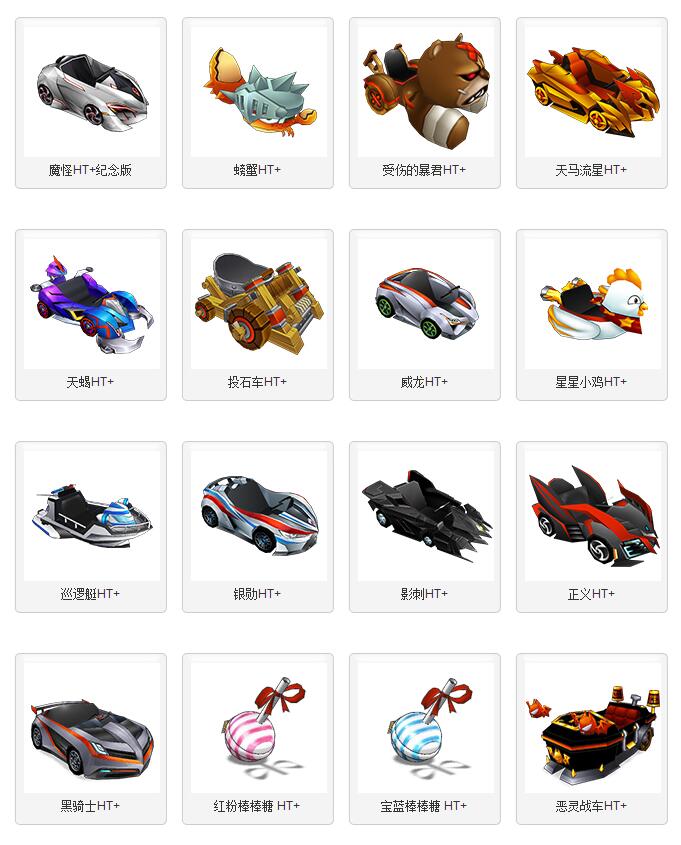 魔怪HT+纪念版
螃蟹HT+
受伤的暴君HT+
天马流星HT+
天蝎HT+
投石车HT+
威龙HT+
星星小鸡HT+
巡逻艇HT+
银勋HT+
影刺HT+
正义HT+
黑骑士HT+
红粉棒棒糖 HT+
宝蓝棒棒糖 HT+
恶灵战车HT+